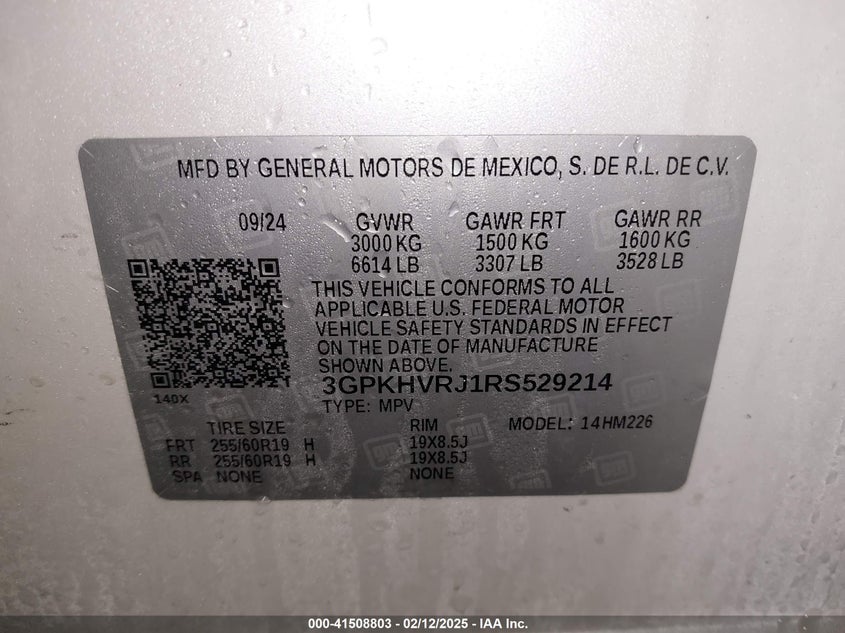 MFD BY GENERAL MOTORS DE MEXICO, S. DE R.L. DE C.V.
09/24 GVWR GAWR FRT GAWR RR
3000 KG 1500 KG 1600 KG
6614 LB 3307 LB 3528 LB
THIS VEHICLE CONFORMS TO ALL
APPLICABLE U.S. FEDERAL MOTOR
VEHICLE SAFETY STANDARDS IN EFFECT
ON THE DATE OF MANUFACTURE
SHOWN ABOVE.
3GPKHVRJ1RS529214
140X TYPE: MPV
TIRE SIZE RIM MODEL: 14HM226
FRT 255/60R19 H 19X8.5J
RR 255/60R19 H 19X8.5J
SPA NONE NONE
000-41508803 - 02/12/2025 - IAA Inc.